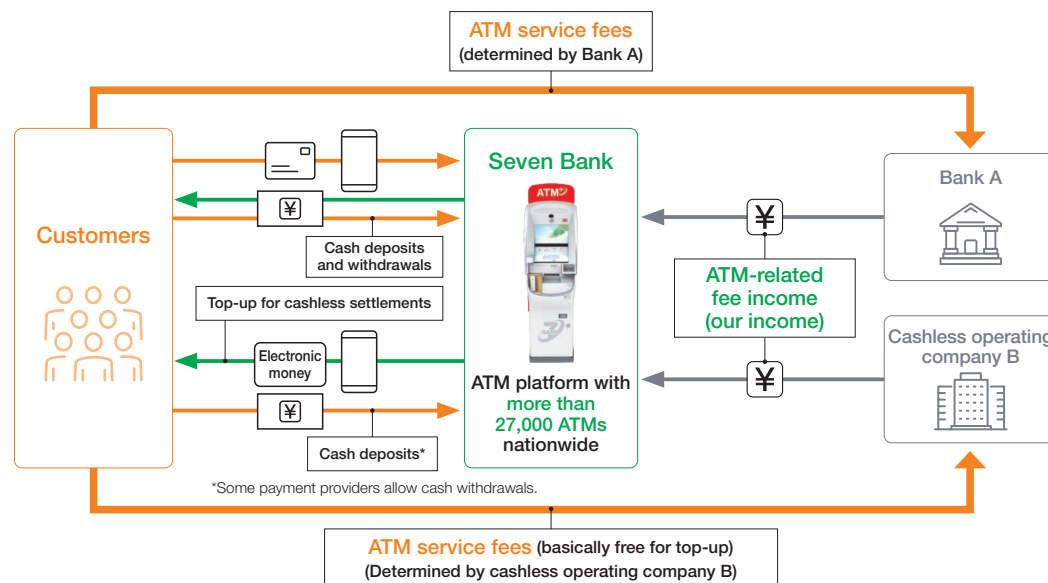 ATM service fees
(determined by Bank A)
Customers
¥
Cash deposits
and withdrawals
Top-up for cashless settlements
Electronic
money
¥
Cash deposits*
*Some payment providers allow cash withdrawals.
Seven Bank
ATM
ATM platform with
more than
27,000 ATMs
nationwide
¥
ATM-related
fee income
(our income)
¥
Bank A
Cashless operating
company B
ATM service fees (basically free for top-up)
(Determined by cashless operating company B)